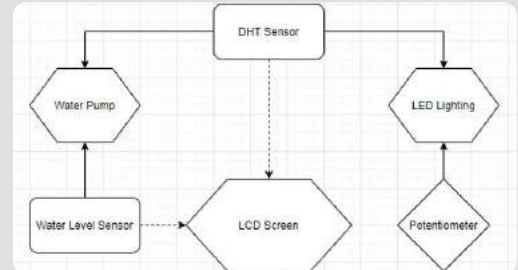 DHT Sensor
Water Pump
LED Lighting
Water Level Sensor
LCD Screen
Potentiometer